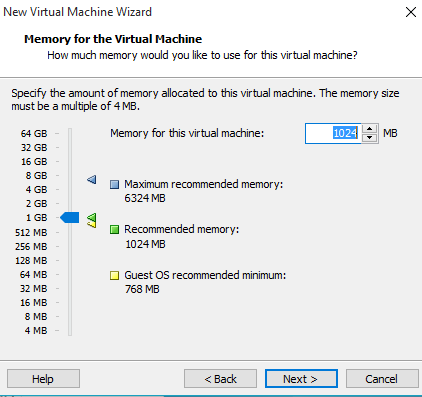 New Virtual Machine Wizard
Memory for the Virtual Machine
How much memory would you like to use for this virtual machine?
Specify the amount of memory allocated to this virtual machine. The memory size
must be a multiple of 4 MB.
64 GB
32 GB
16 GB
8 GB
4 GB
2 GB
1 GB
512 MB
256 MB
128 MB
64 MB
32 MB
16 MB
8 MB
4 MB
Memory for this virtual machine: 1024 MB
Maximum recommended memory:
6324 MB
Recommended memory:
1024 MB
Guest OS recommended minimum:
768 MB
Help < Back Next > Cancel